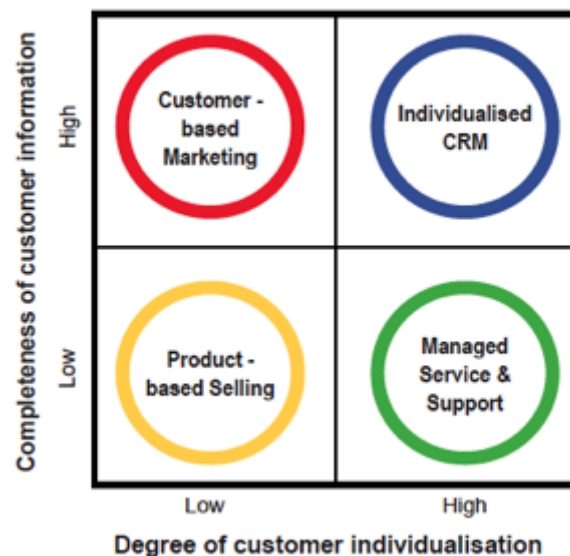 Completeness of customer information
High
Low
Customer -
based
Marketing
Individualised
CRM
Product -
based Selling
Managed
Service &
Support
Low
High
Degree of customer individualisation